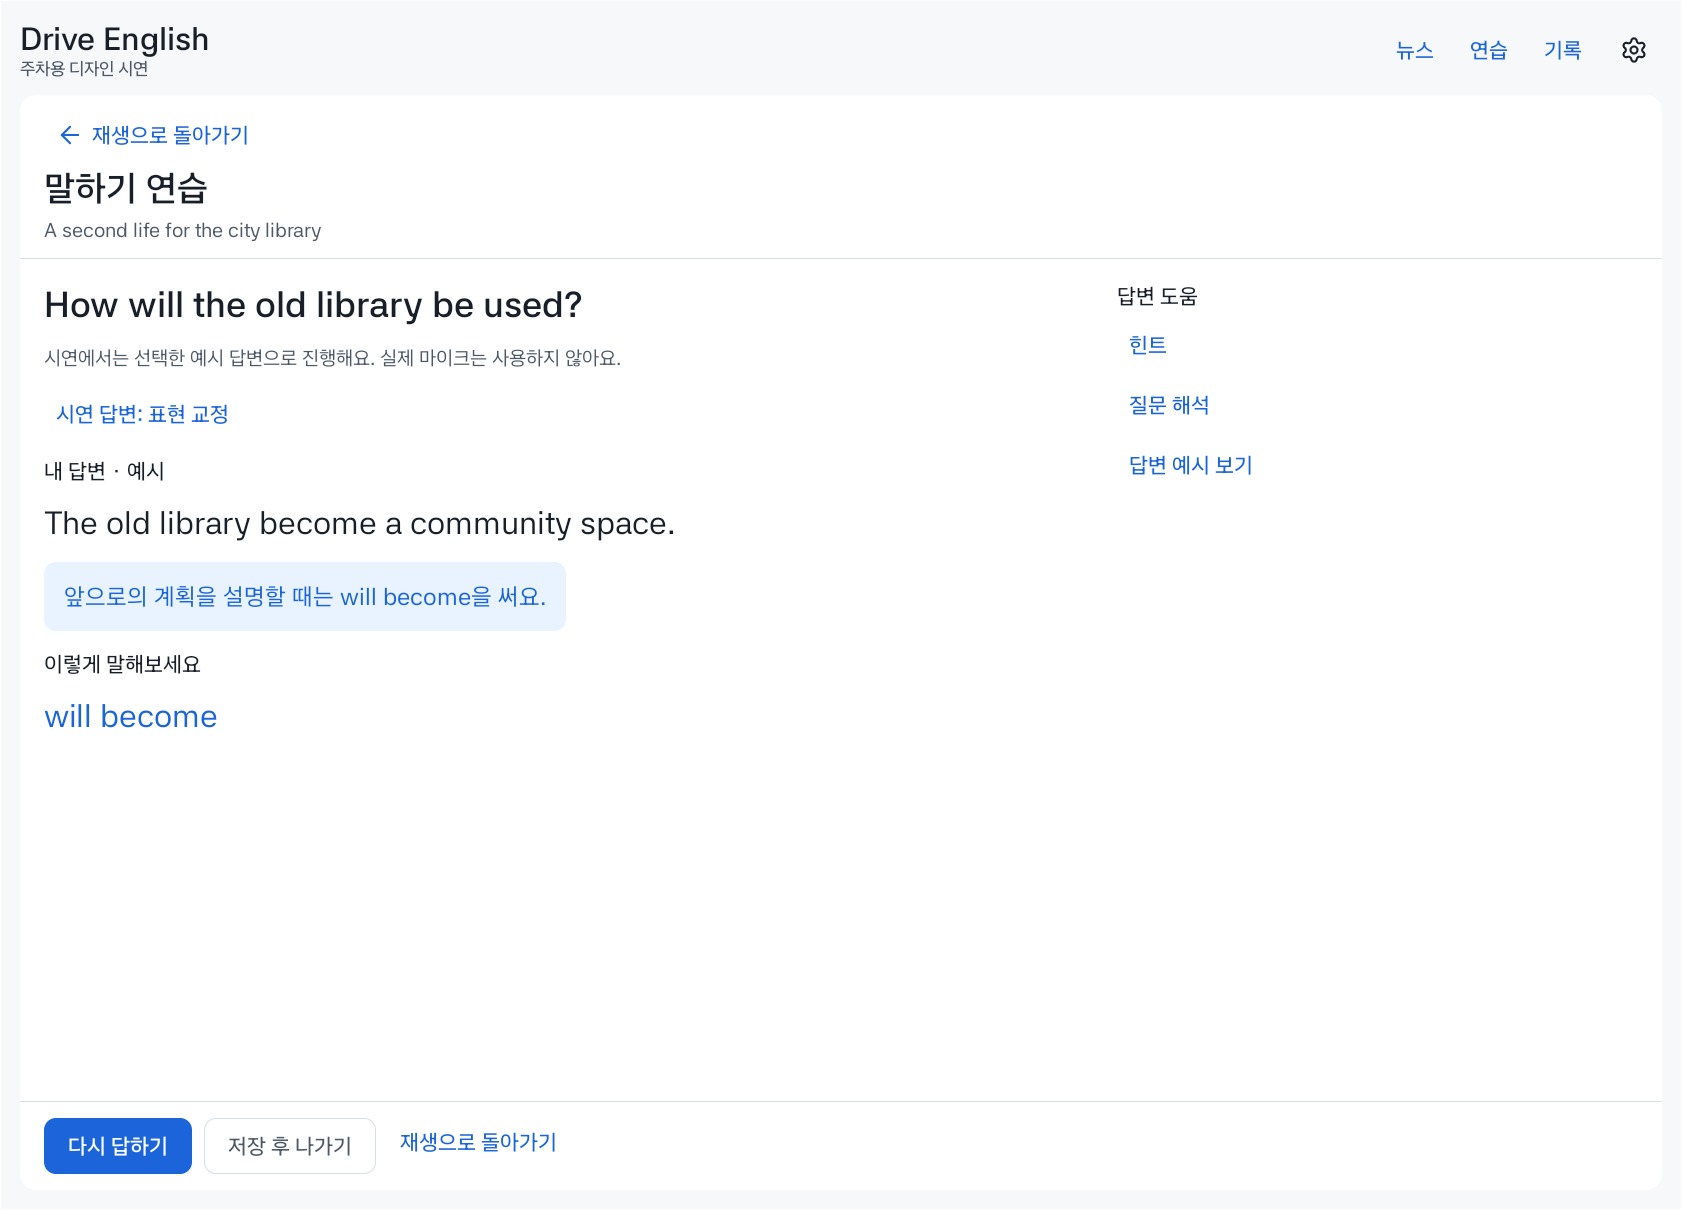 Drive English
주차용 디자인 시연
뉴스
연습
기록
재생으로 돌아가기
말하기 연습
A second life for the city library
How will the old library be used?
시연에서는 선택한 예시 답변으로 진행해요. 실제 마이크는 사용하지 않아요.
시연 답변: 표현 교정
내 답변 · 예시
The old library become a community space.
앞으로의 계획을 설명할 때는 will become을 써요.
이렇게 말해보세요
will become
답변 도움
힌트
질문 해석
답변 예시 보기
다시 답하기
저장 후 나가기
재생으로 돌아가기